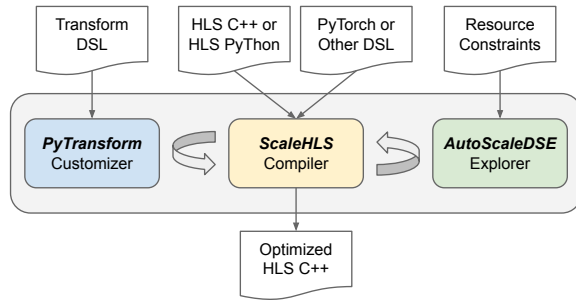 Transform
DSL
HLS C++ or
HLS Python
PyTorch or
Other DSL
Resource
Constraints
PyTransform
Customizer
ScaleHLS
Compiler
AutoScaleDSE
Explorer
Optimized
HLS C++